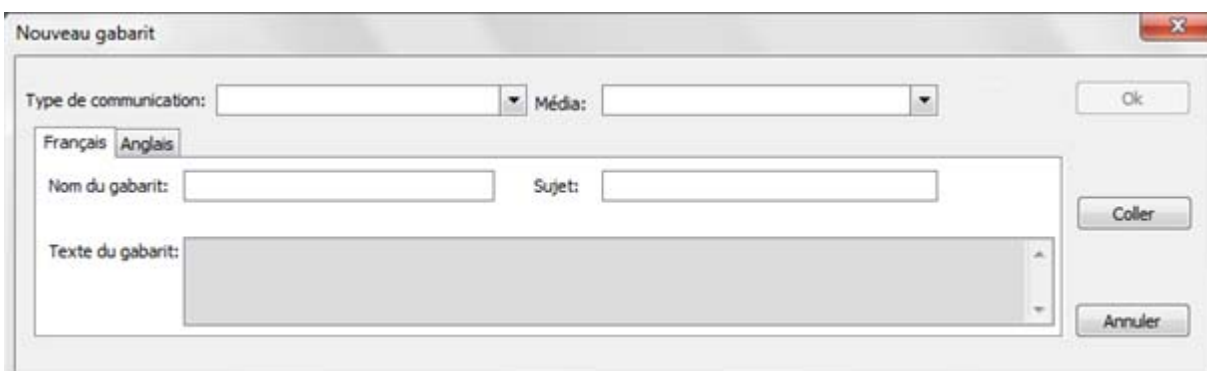 Nouveau gabarit
Type de communication: Média: Ok
Français Anglais
Nom du gabarit: Sujet:
Coller
Texte du gabarit:
Annuler